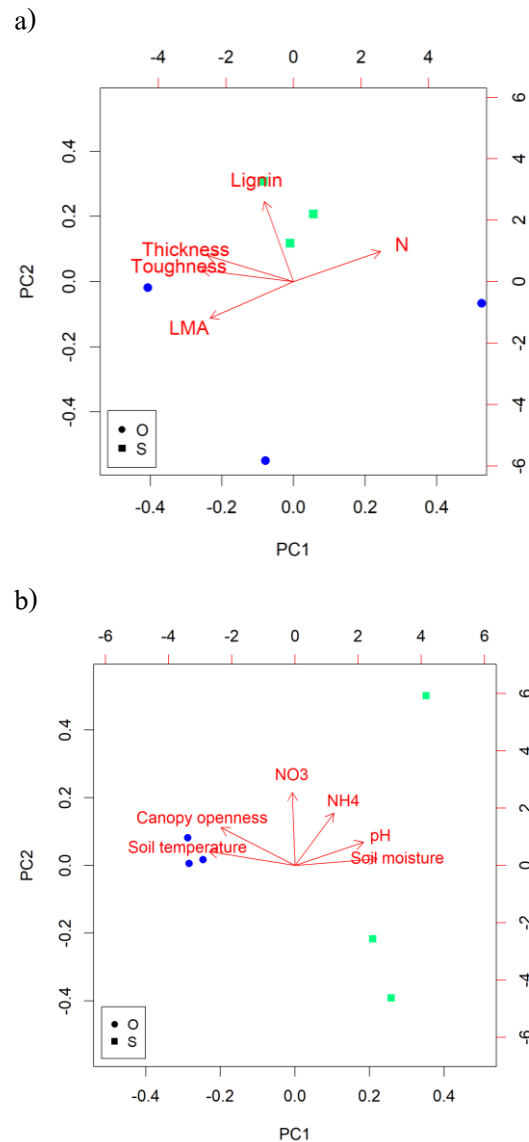 a)
-4 -2 0 2 4
Lignin
N
Thickness
Toughness
LMA
PC2
-0.4 -0.2 0.0 0.2 0.4
-6 -4 -2 0 2 4 6
O
S
-0.4 -0.2 0.0 0.2 0.4
PC1
b)
-6 -4 -2 0 2 4 6
NO3
NH4
Canopy openness
pH
Soil temperature
Soil moisture
PC2
-0.4 -0.2 0.0 0.2 0.4
-6 -4 -2 0 2 4 6
O
S
-0.4 -0.2 0.0 0.2 0.4
PC1